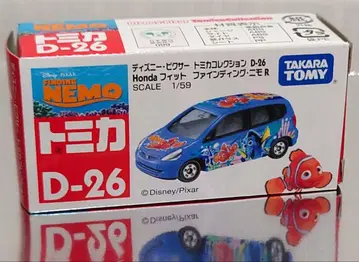 DISNEY · PIXAR
FINDING
NEMO
トミカ
D-26
ディズニー・ピクサー トミカコレクション D-26
Honda フィット ファインディング・ニモ R
SCALE 1/59
TAKARA
TOMY
©Disney/Pixar